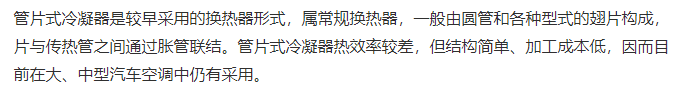 管片式冷凝器是较早采用的换热器形式，属常规换热器，一般由圆管和各种型式的翅片构成，
片与传热管之间通过胀管联结。管片式冷凝器热效率较差，但结构简单、加工成本低，因而目
前在大、中型汽车空调中仍有采用。